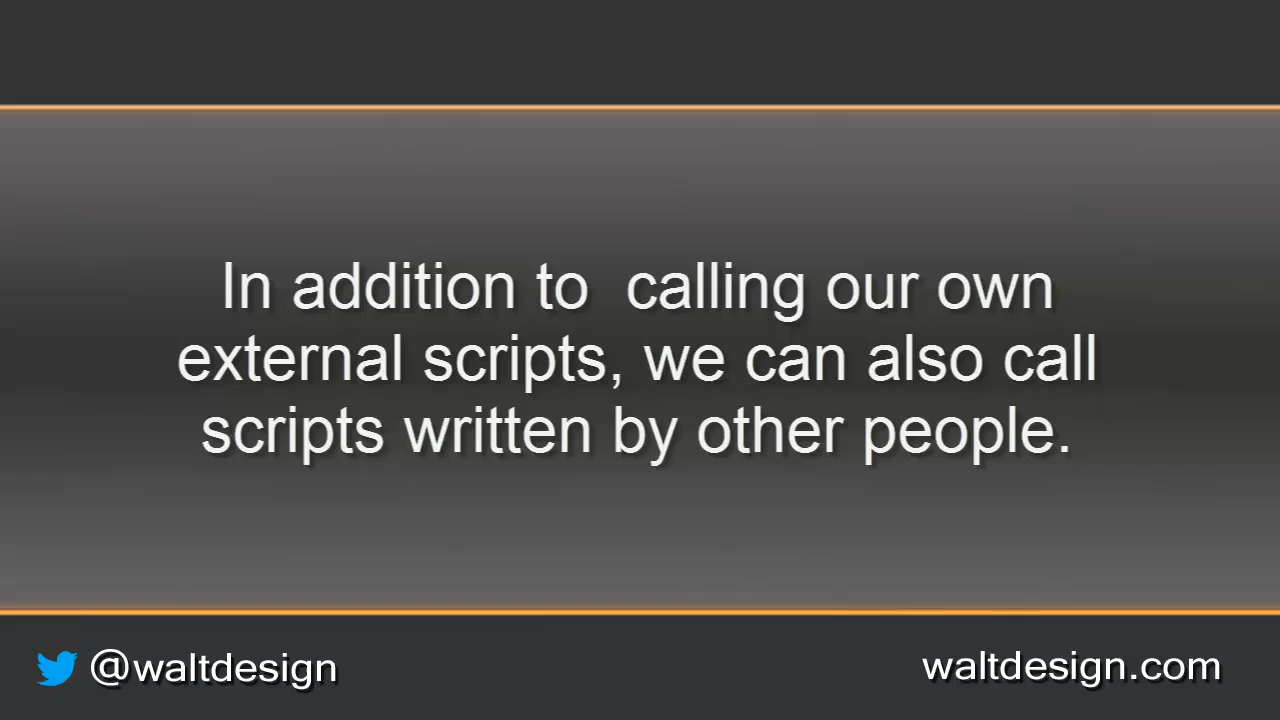 In addition to  calling our own
external scripts, we can also call
scripts written by other people.
@waltdesign
waltdesign.com